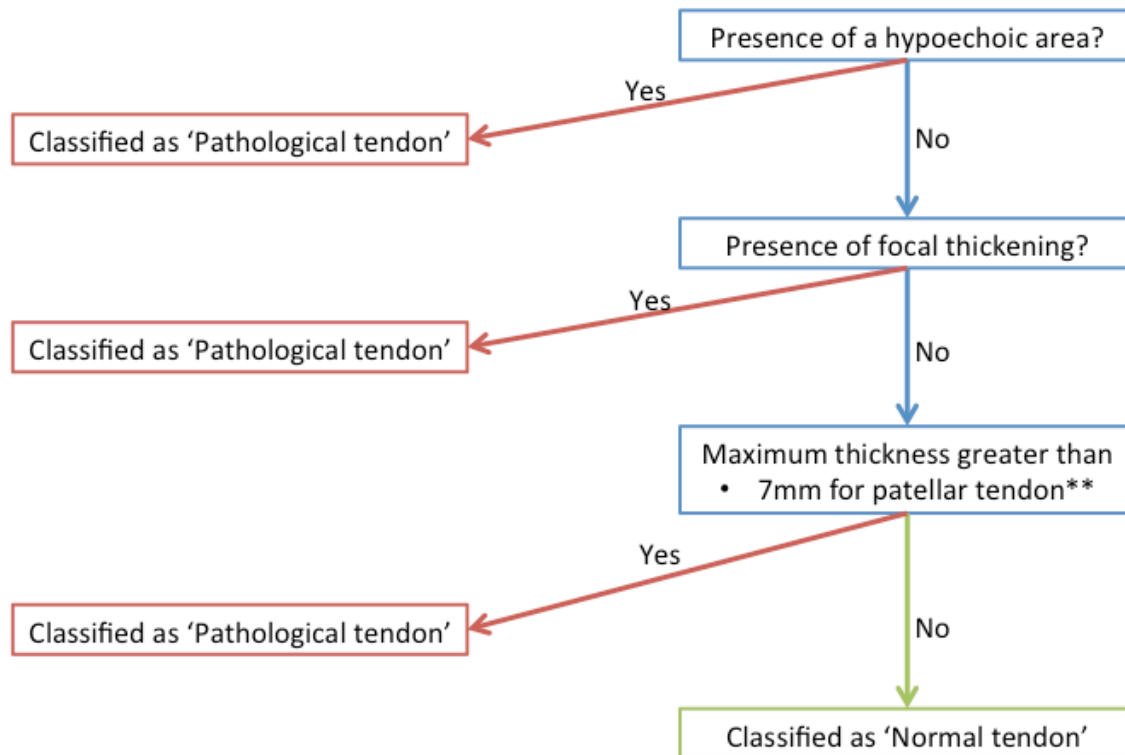 Presence of a hypoechoic area?
Yes
Classified as ‘Pathological tendon’
No
Presence of focal thickening?
Yes
Classified as ‘Pathological tendon’
No
Maximum thickness greater than
• 7mm for patellar tendon**
Yes
Classified as ‘Pathological tendon’
No
Classified as ‘Normal tendon’